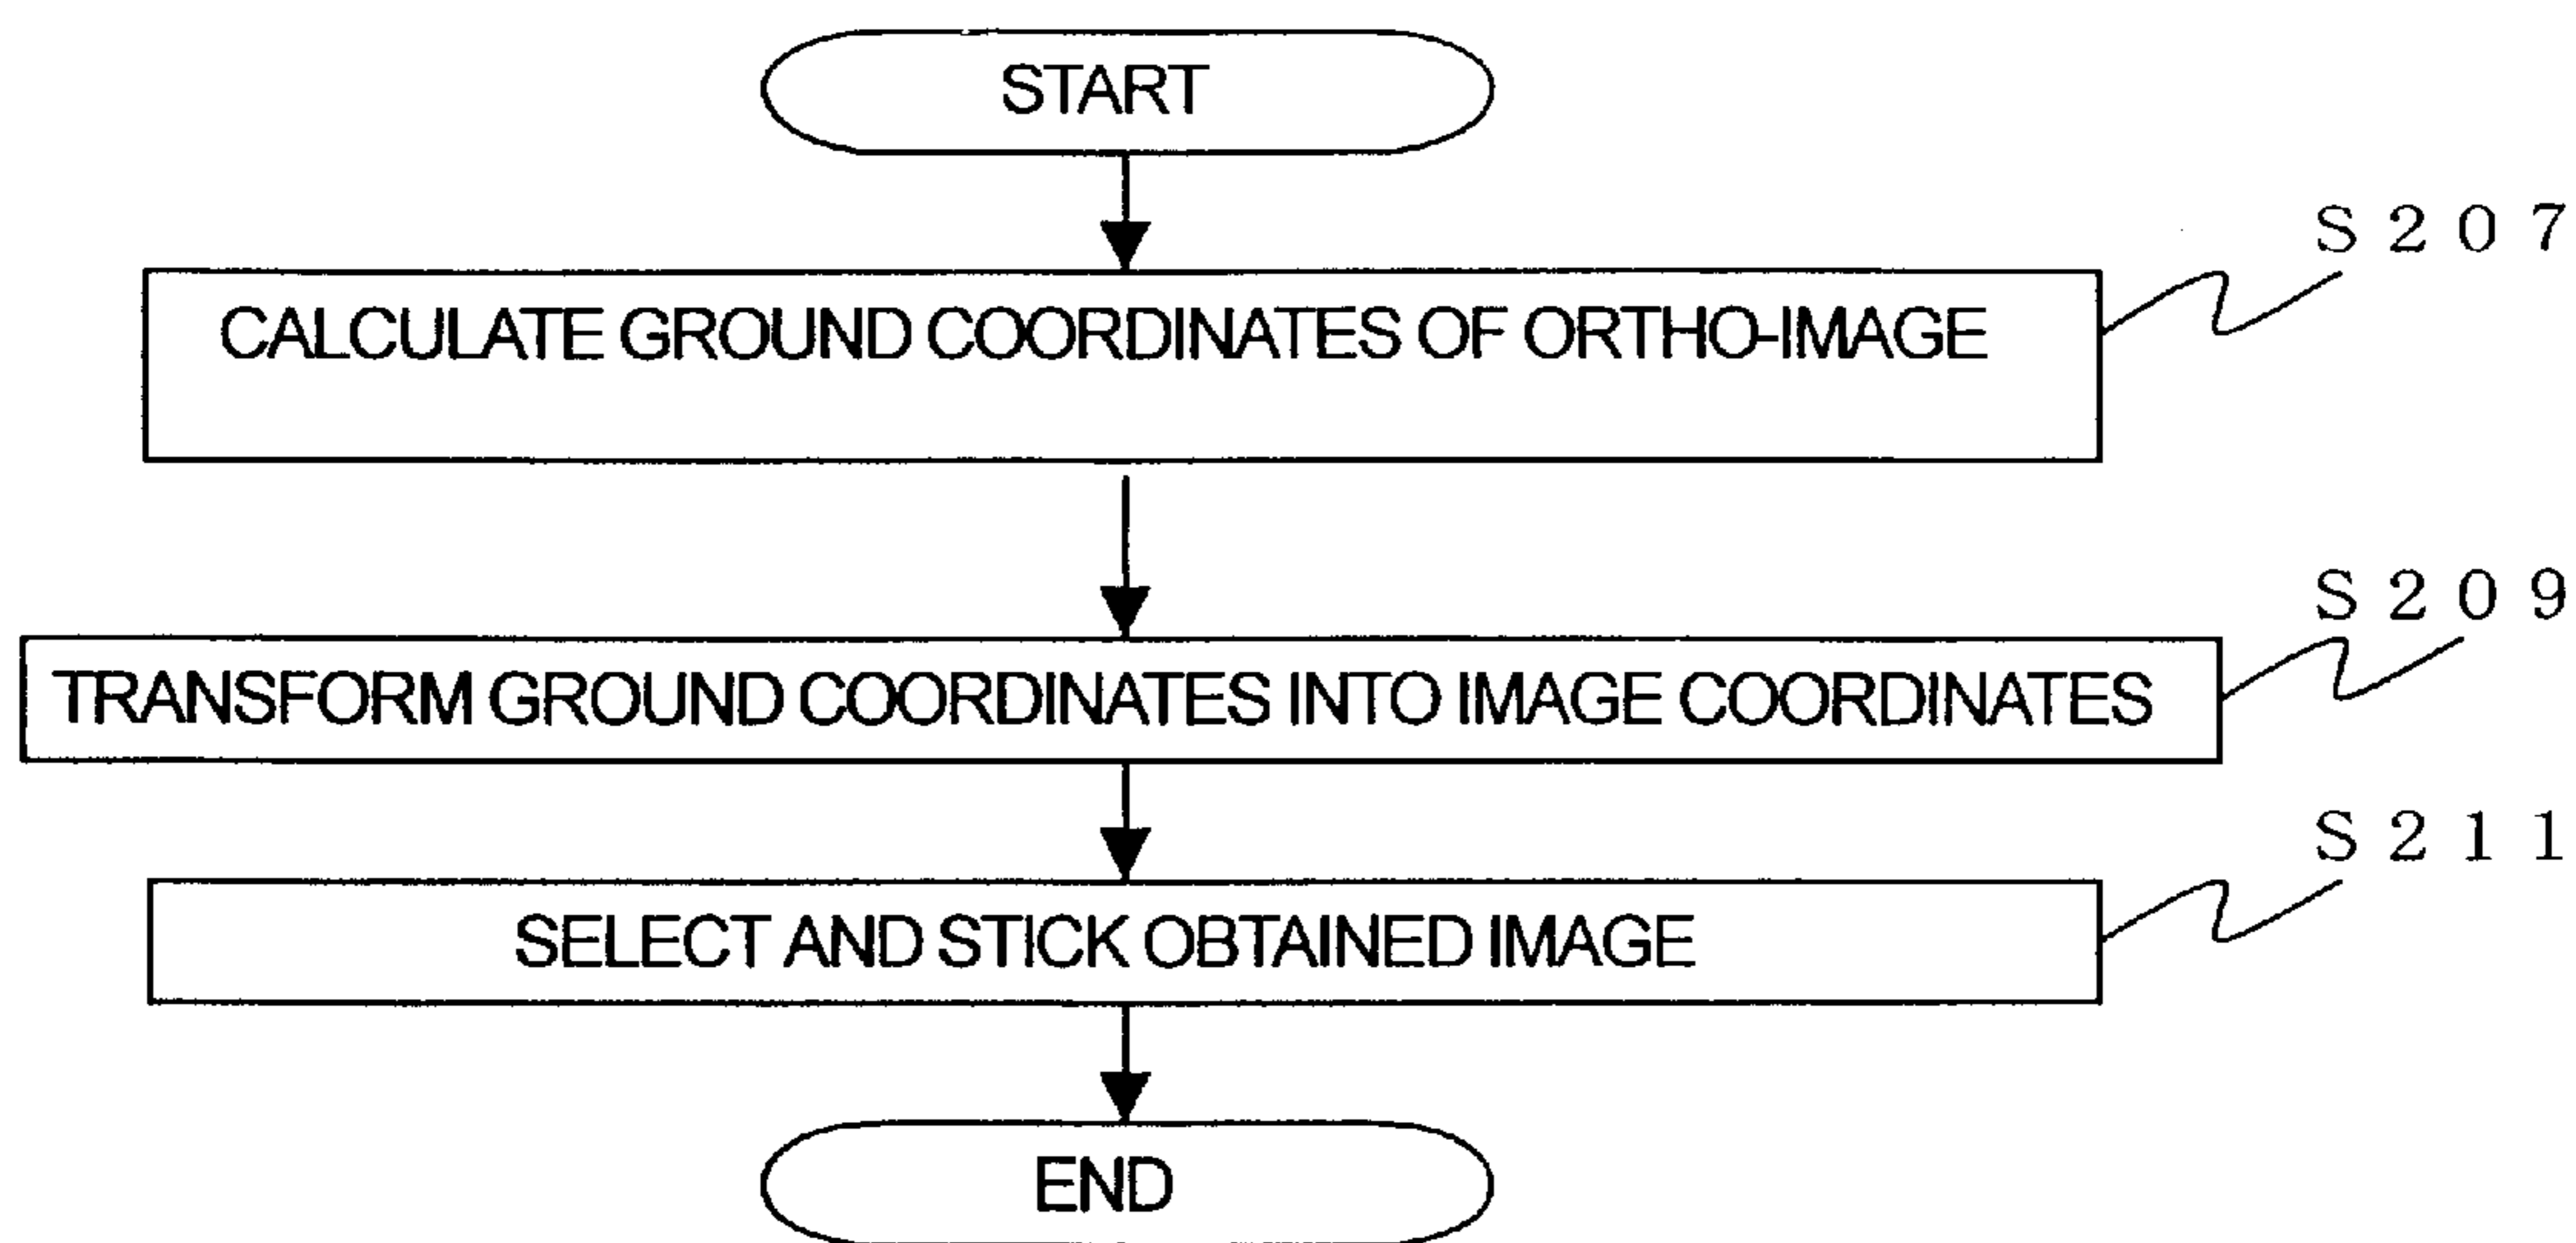 START
S207
CALCULATE GROUND COORDINATES OF ORTHO-IMAGE
S209
TRANSFORM GROUND COORDINATES INTO IMAGE COORDINATES
S211
SELECT AND STICK OBTAINED IMAGE
END